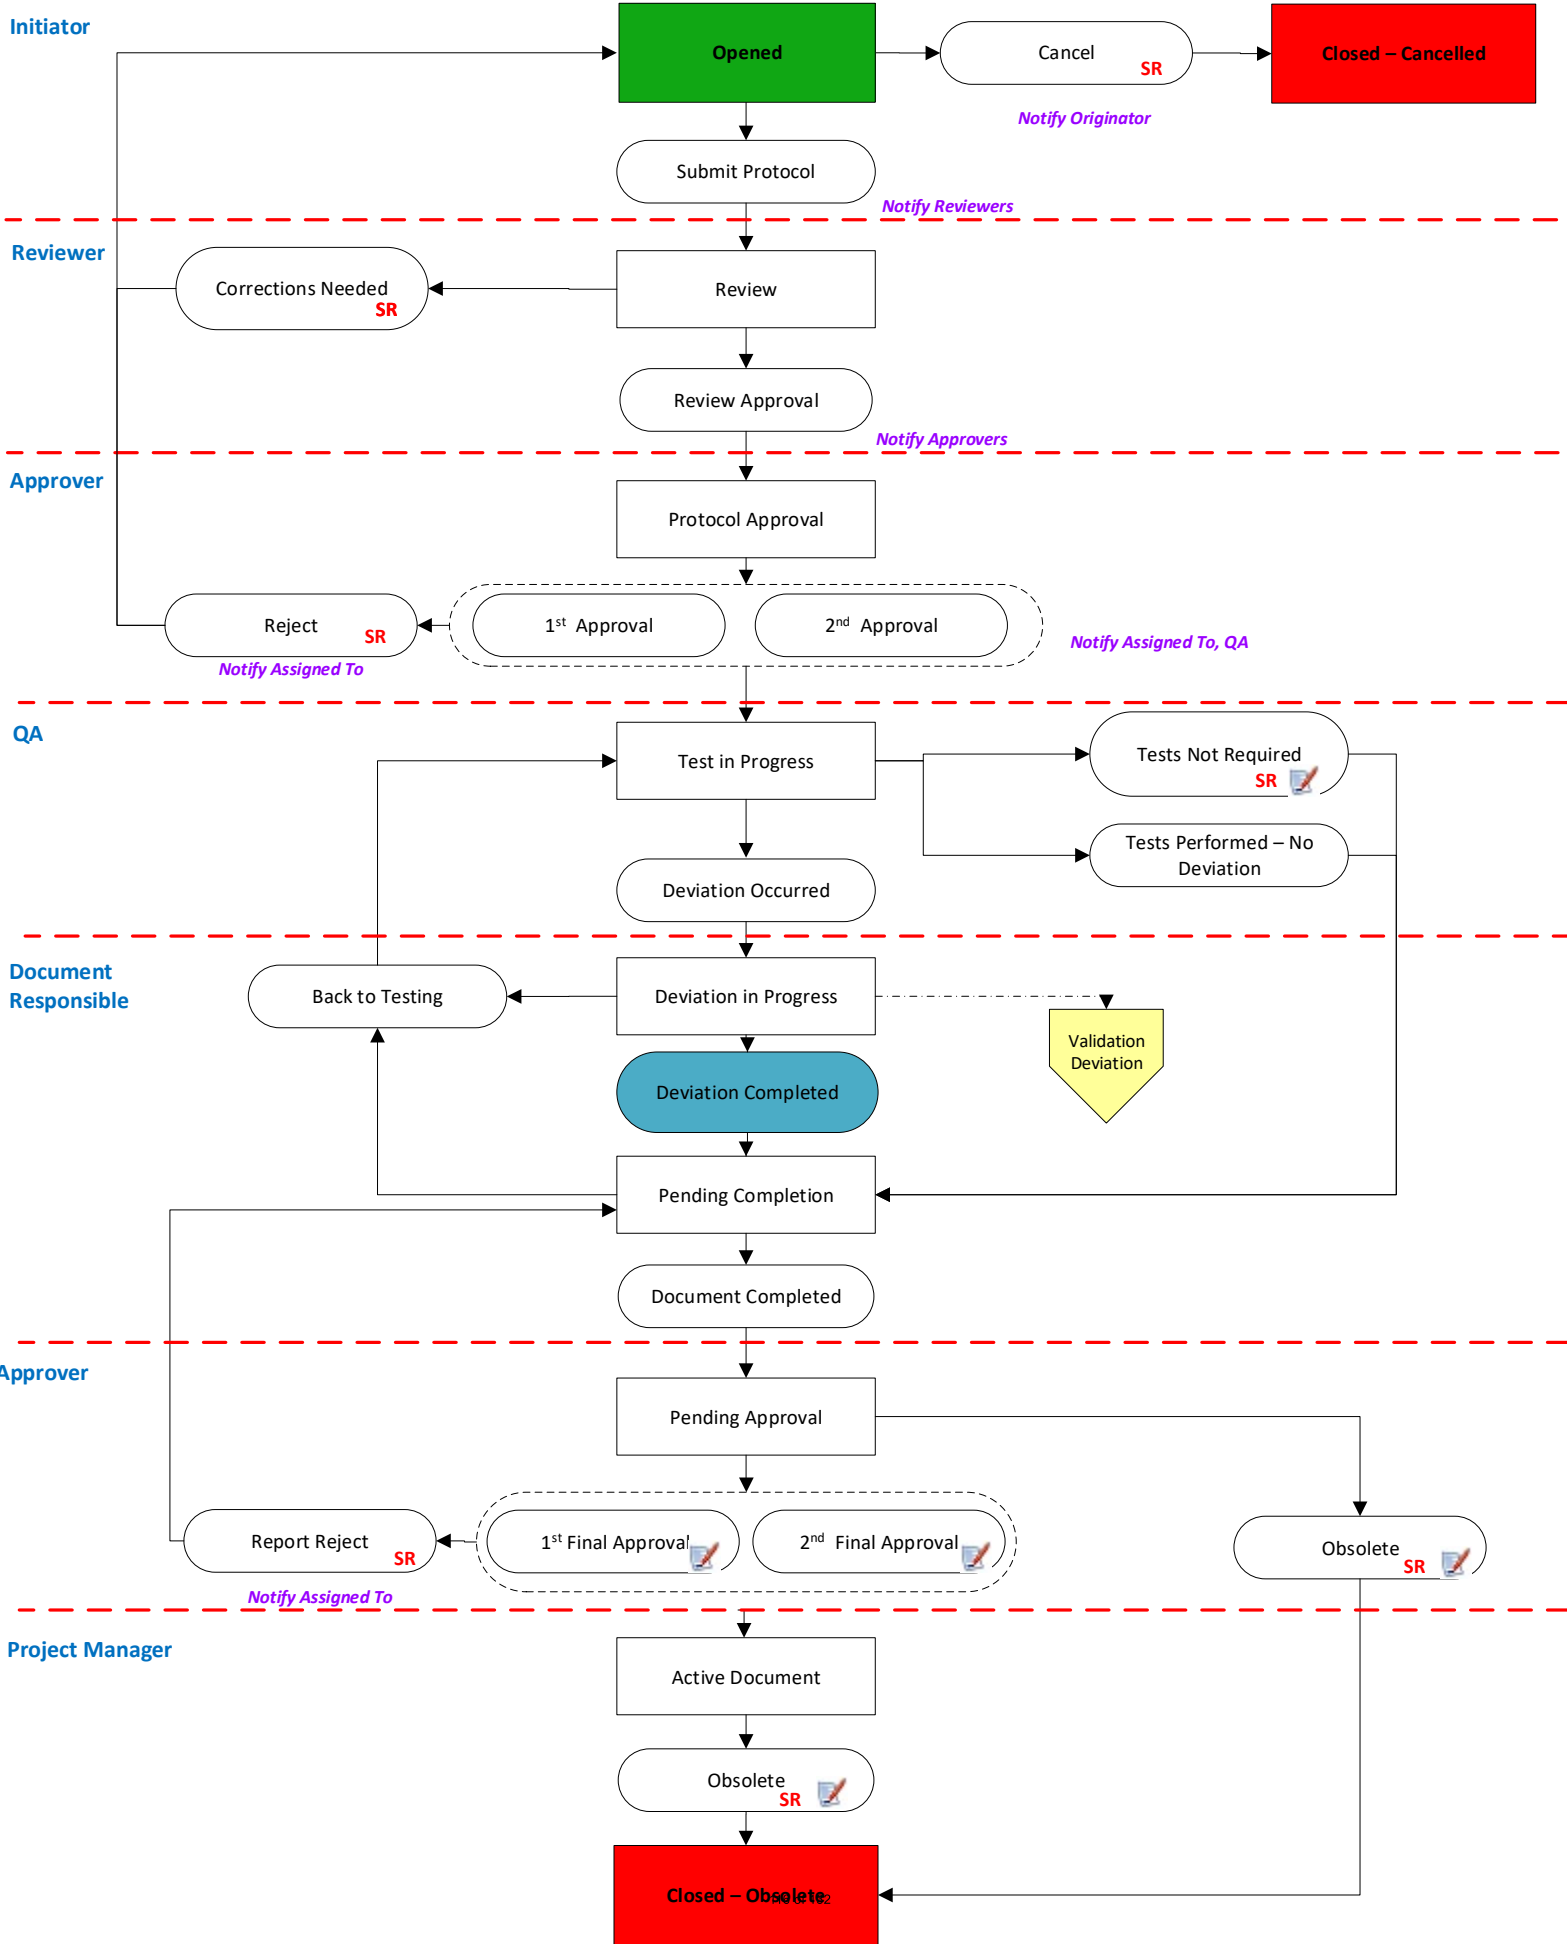 Initiator
Opened
Cancel
SR
Closed – Cancelled
Notify Originator
Submit Protocol
Notify Reviewers
Reviewer
Corrections Needed
SR
Review
Review Approval
Notify Approvers
Approver
Protocol Approval
Reject
SR
1st Approval
2nd Approval
Notify Assigned To, QA
Notify Assigned To
QA
Test in Progress
Tests Not Required
SR
Tests Performed – No
Deviation
Deviation Occurred
Document
Responsible
Back to Testing
Deviation in Progress
Validation
Deviation
Deviation Completed
Pending Completion
Document Completed
Approver
Pending Approval
Report Reject
SR
1st Final Approval
2nd Final Approval
Obsolete
SR
Notify Assigned To
Project Manager
Active Document
Obsolete
SR
Closed – Obsolete